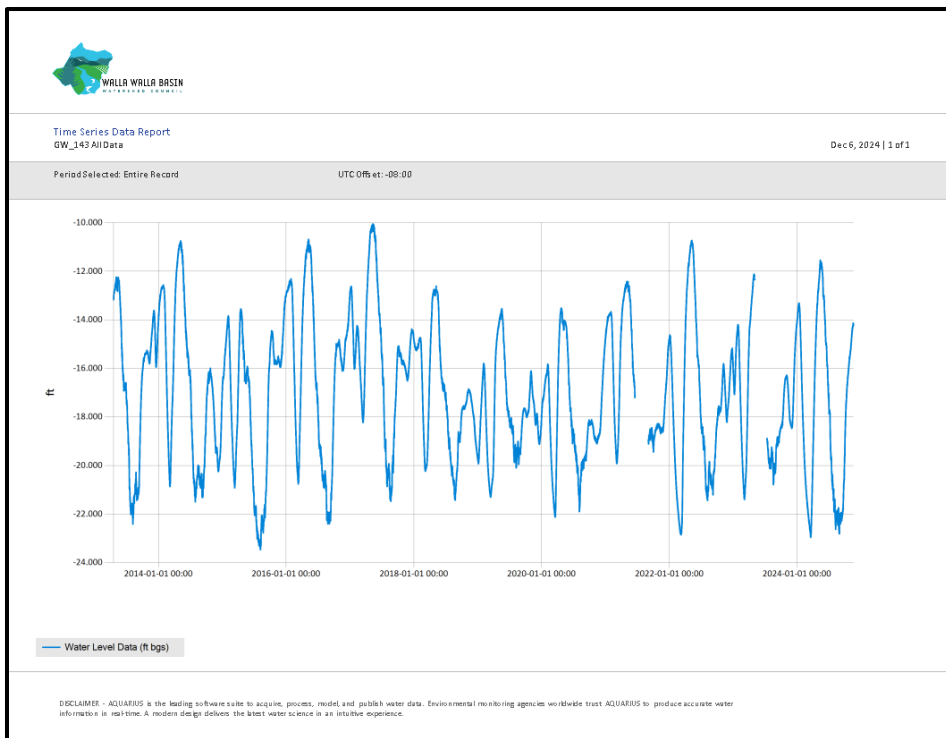 WALLA WALLA BASIN
WATERSHED COUNCIL
Time Series Data Report
GW_143 All Data
Dec 6, 2024 | 1 of 1
Period Selected: Entire Record
UTC Offset: -08:00
-10.000
-12.000
-14.000
-16.000
-18.000
-20.000
-22.000
-24.000
ft
2014-01-01 00:00
2016-01-01 00:00
2018-01-01 00:00
2020-01-01 00:00
2022-01-01 00:00
2024-01-01 00:00
Water Level Data (ft bgs)
DISCLAIMER - AQUARIUS is the leading software suite to acquire, process, model, and publish water data. Environmental monitoring agencies worldwide trust AQUARIUS to produce accurate water
information in real-time. A modern design delivers the latest water science in an intuitive experience.